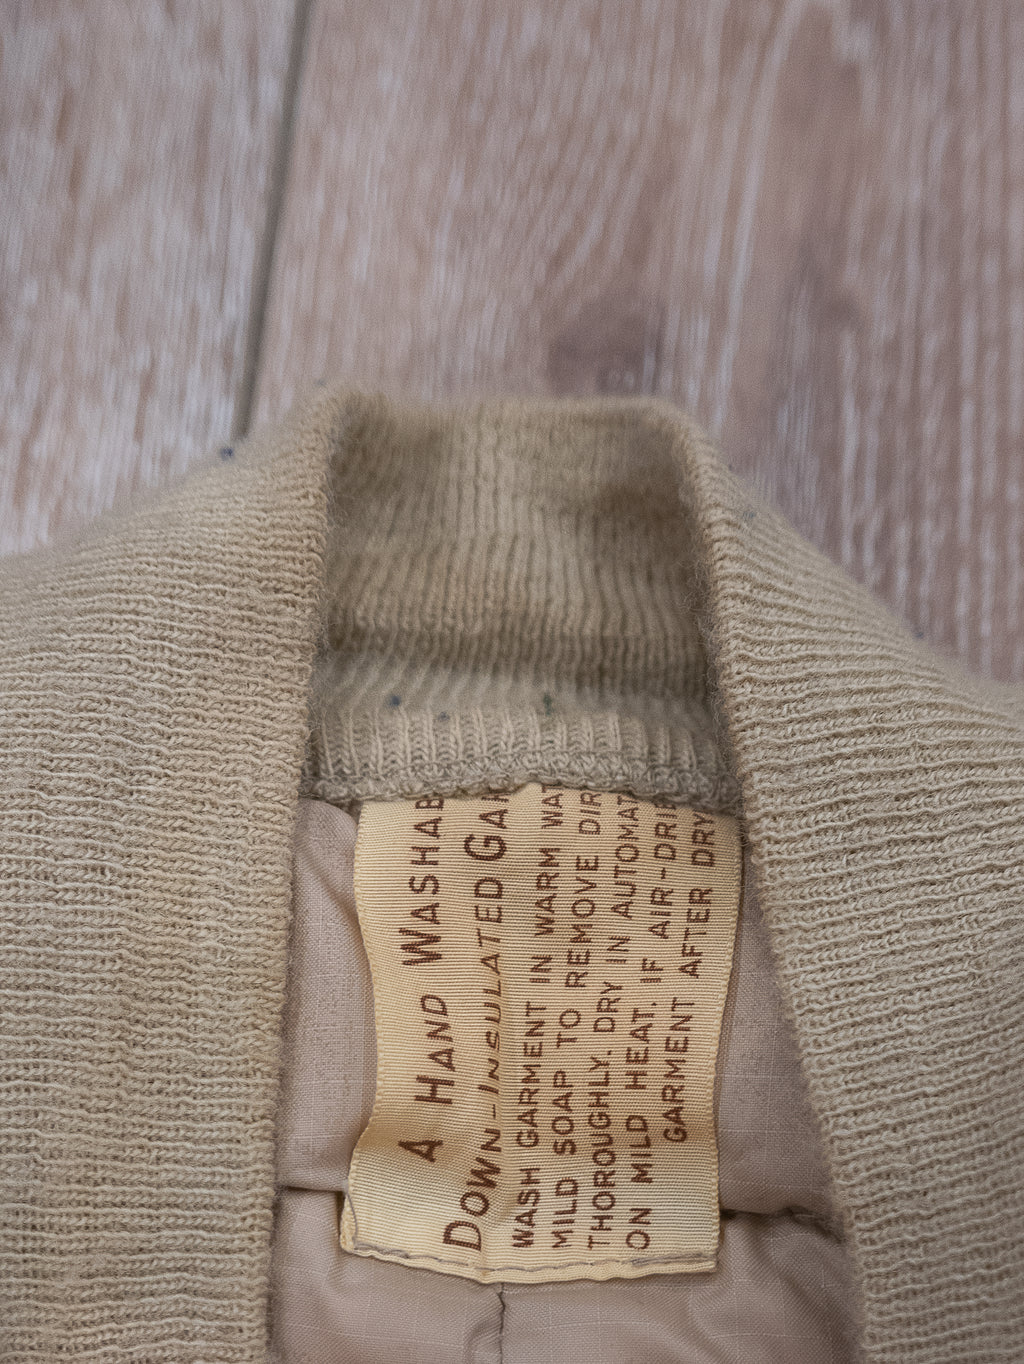 A HAND WASHAB
DOWN-INSULATED GA
WASH GARMENT IN WARM WAT
MILD SOAP TO REMOVE DIR
THOROUGHLY. DRY IN AUTOMAT
ON MILD HEAT. IF AIR-DRI
GARMENT AFTER DRY